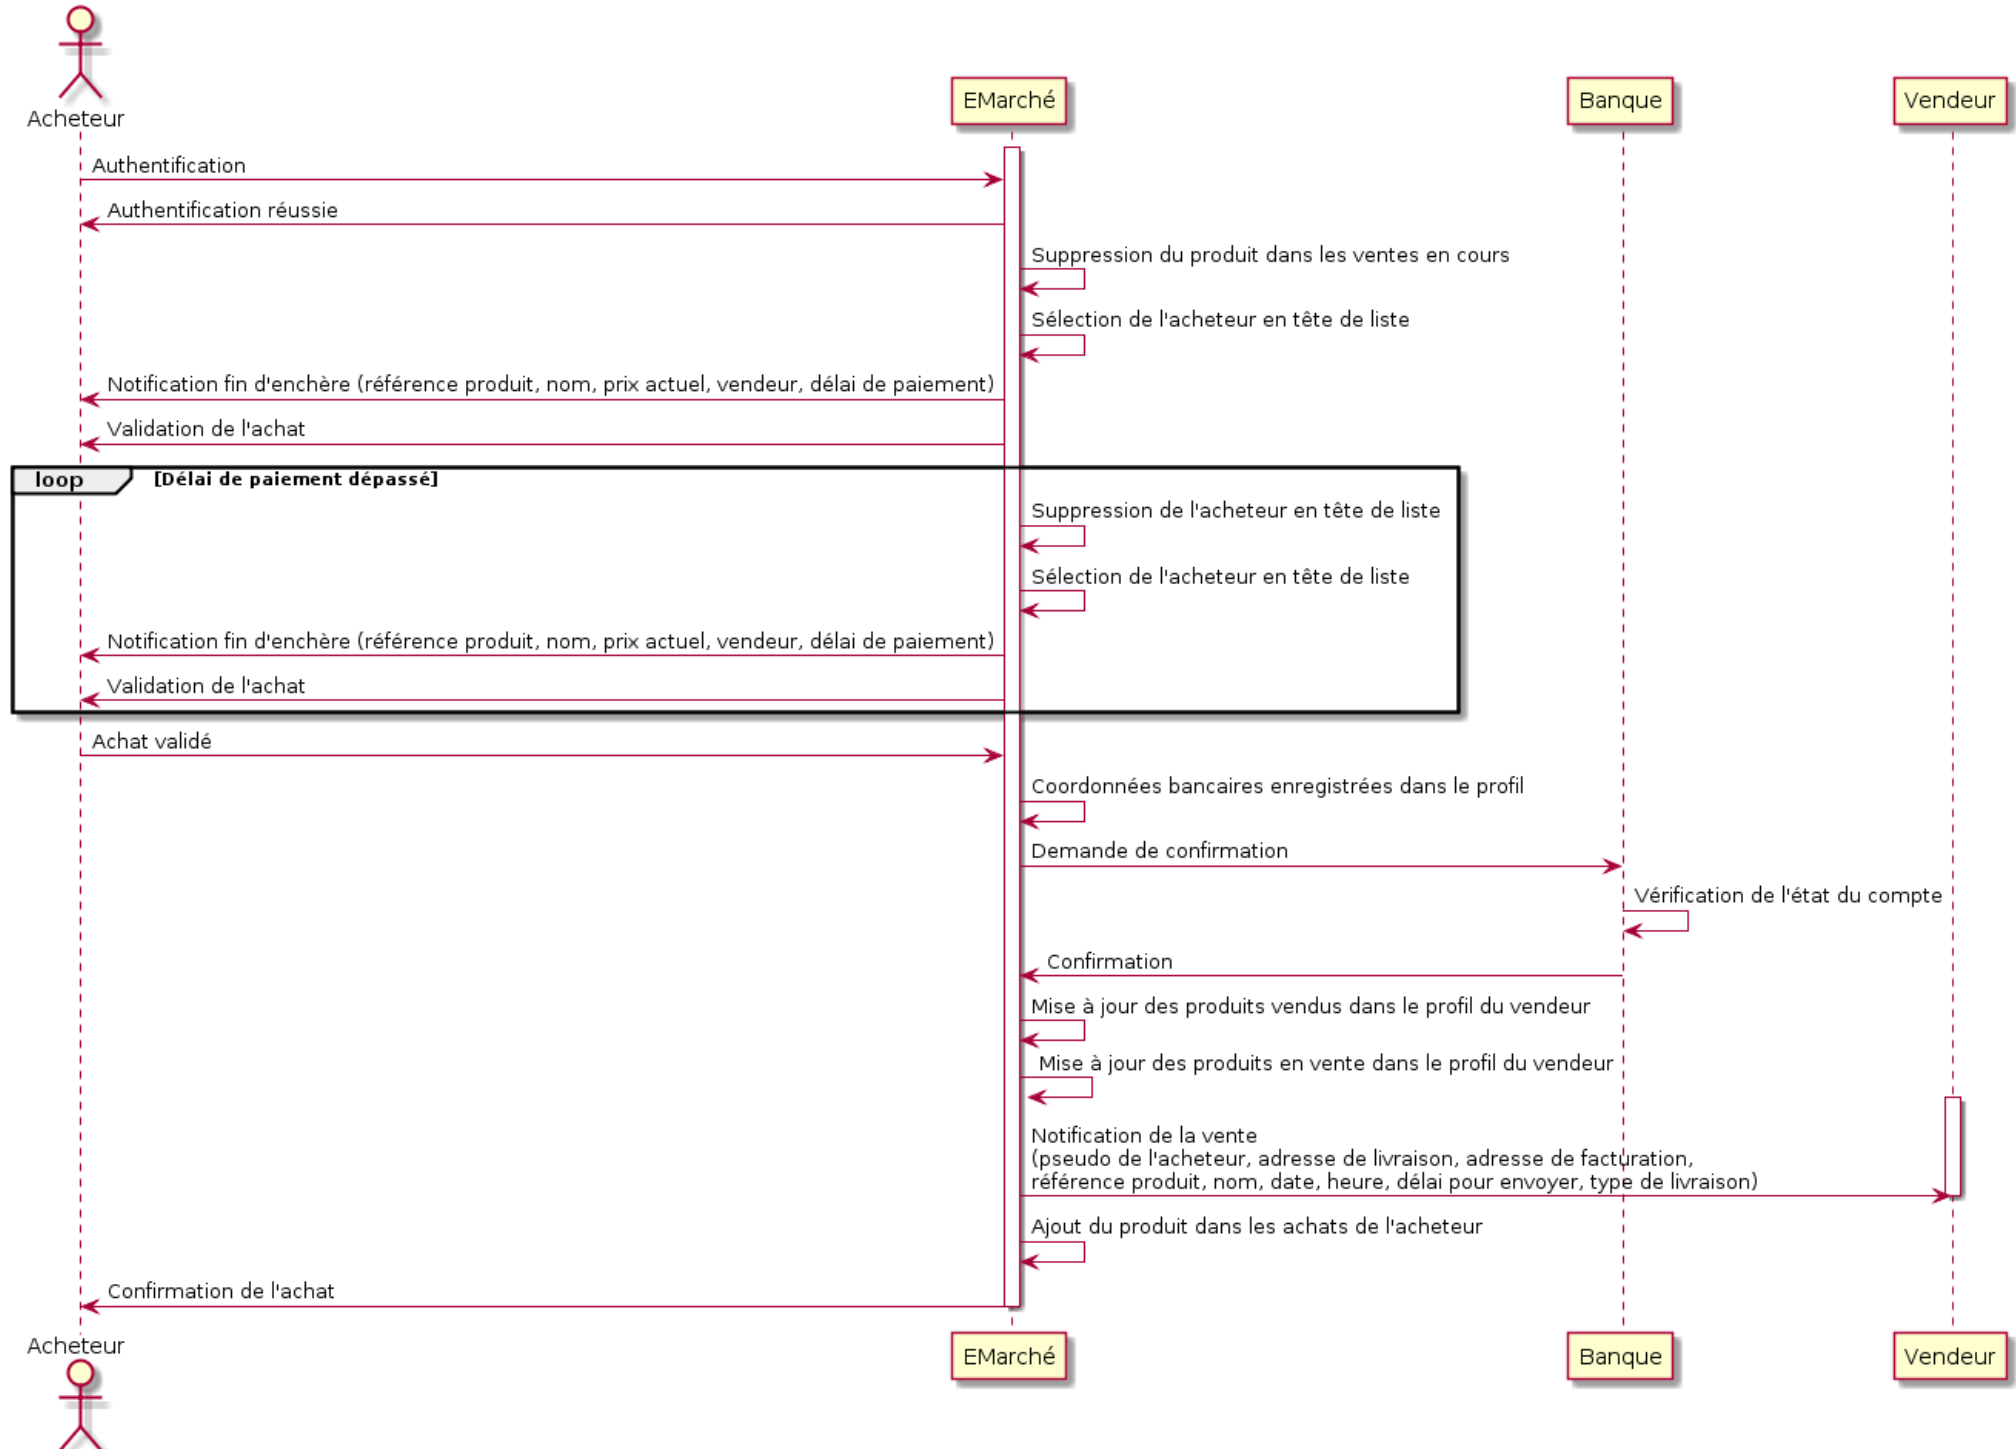 Acheteur
EMarché
Banque
Vendeur
Authentification
Authentification réussie
Suppression du produit dans les ventes en cours
Sélection de l'acheteur en tête de liste
Notification fin d'enchère (référence produit, nom, prix actuel, vendeur, délai de paiement)
Validation de l'achat
loop [Délai de paiement dépassé]
Suppression de l'acheteur en tête de liste
Sélection de l'acheteur en tête de liste
Notification fin d'enchère (référence produit, nom, prix actuel, vendeur, délai de paiement)
Validation de l'achat
Achat validé
Coordonnées bancaires enregistrées dans le profil
Demande de confirmation
Vérification de l'état du compte
Confirmation
Mise à jour des produits vendus dans le profil du vendeur
Mise à jour des produits en vente dans le profil du vendeur
Notification de la vente
(pseudo de l'acheteur, adresse de livraison, adresse de facturation,
référence produit, nom, date, heure, délai pour envoyer, type de livraison)
Ajout du produit dans les achats de l'acheteur
Confirmation de l'achat
Acheteur
EMarché
Banque
Vendeur